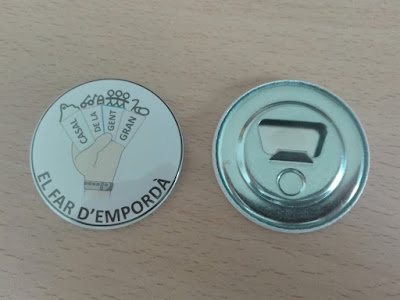 CASAL
DE LA
GENT
GRAN
EL FAR D'EMPORDÀ